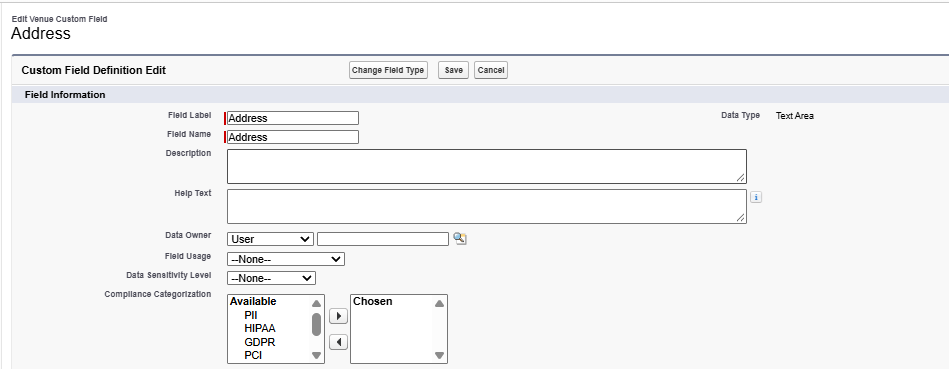 Edit Venue Custom Field
Address
Custom Field Definition Edit Change Field Type Save Cancel
Field Information
Field Label Address Data Type Text Area
Field Name Address
Description
Help Text i
Data Owner User
Field Usage --None--
Data Sensitivity Level --None--
Compliance Categorization
Available Chosen
PII
HIPAA
GDPR
PCI